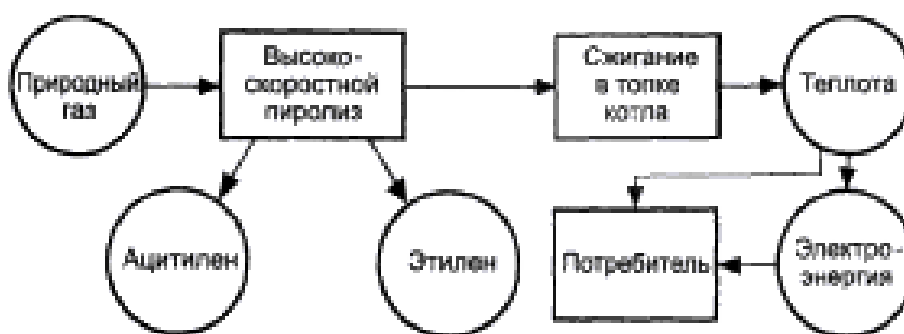 Природный
газ
Высоко-
скоростной
пиролиз
Сжигание
в топке
котла
Теплота
Ацитилен
Этилен
Потребитель
Электро-
энергия